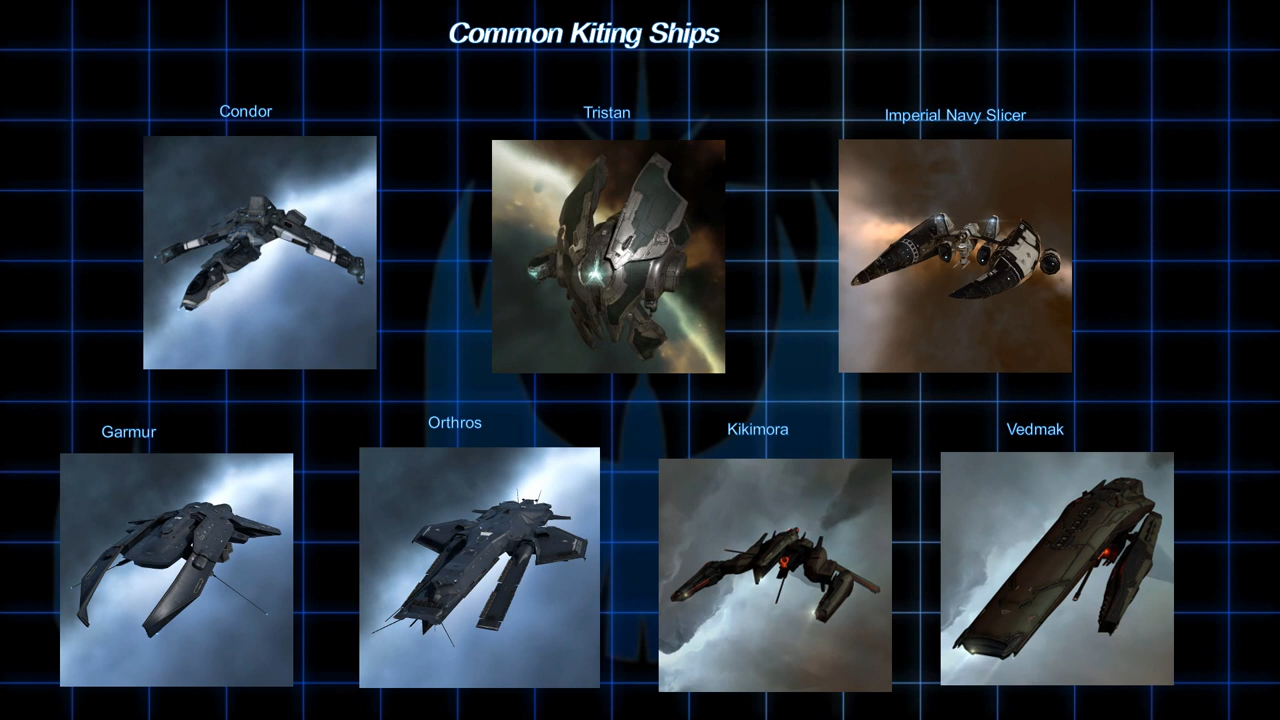 Common Kiting Ships
Condor
Tristan
Imperial Navy Slicer
Garmur
Orthros
Kikimora
Vedmak